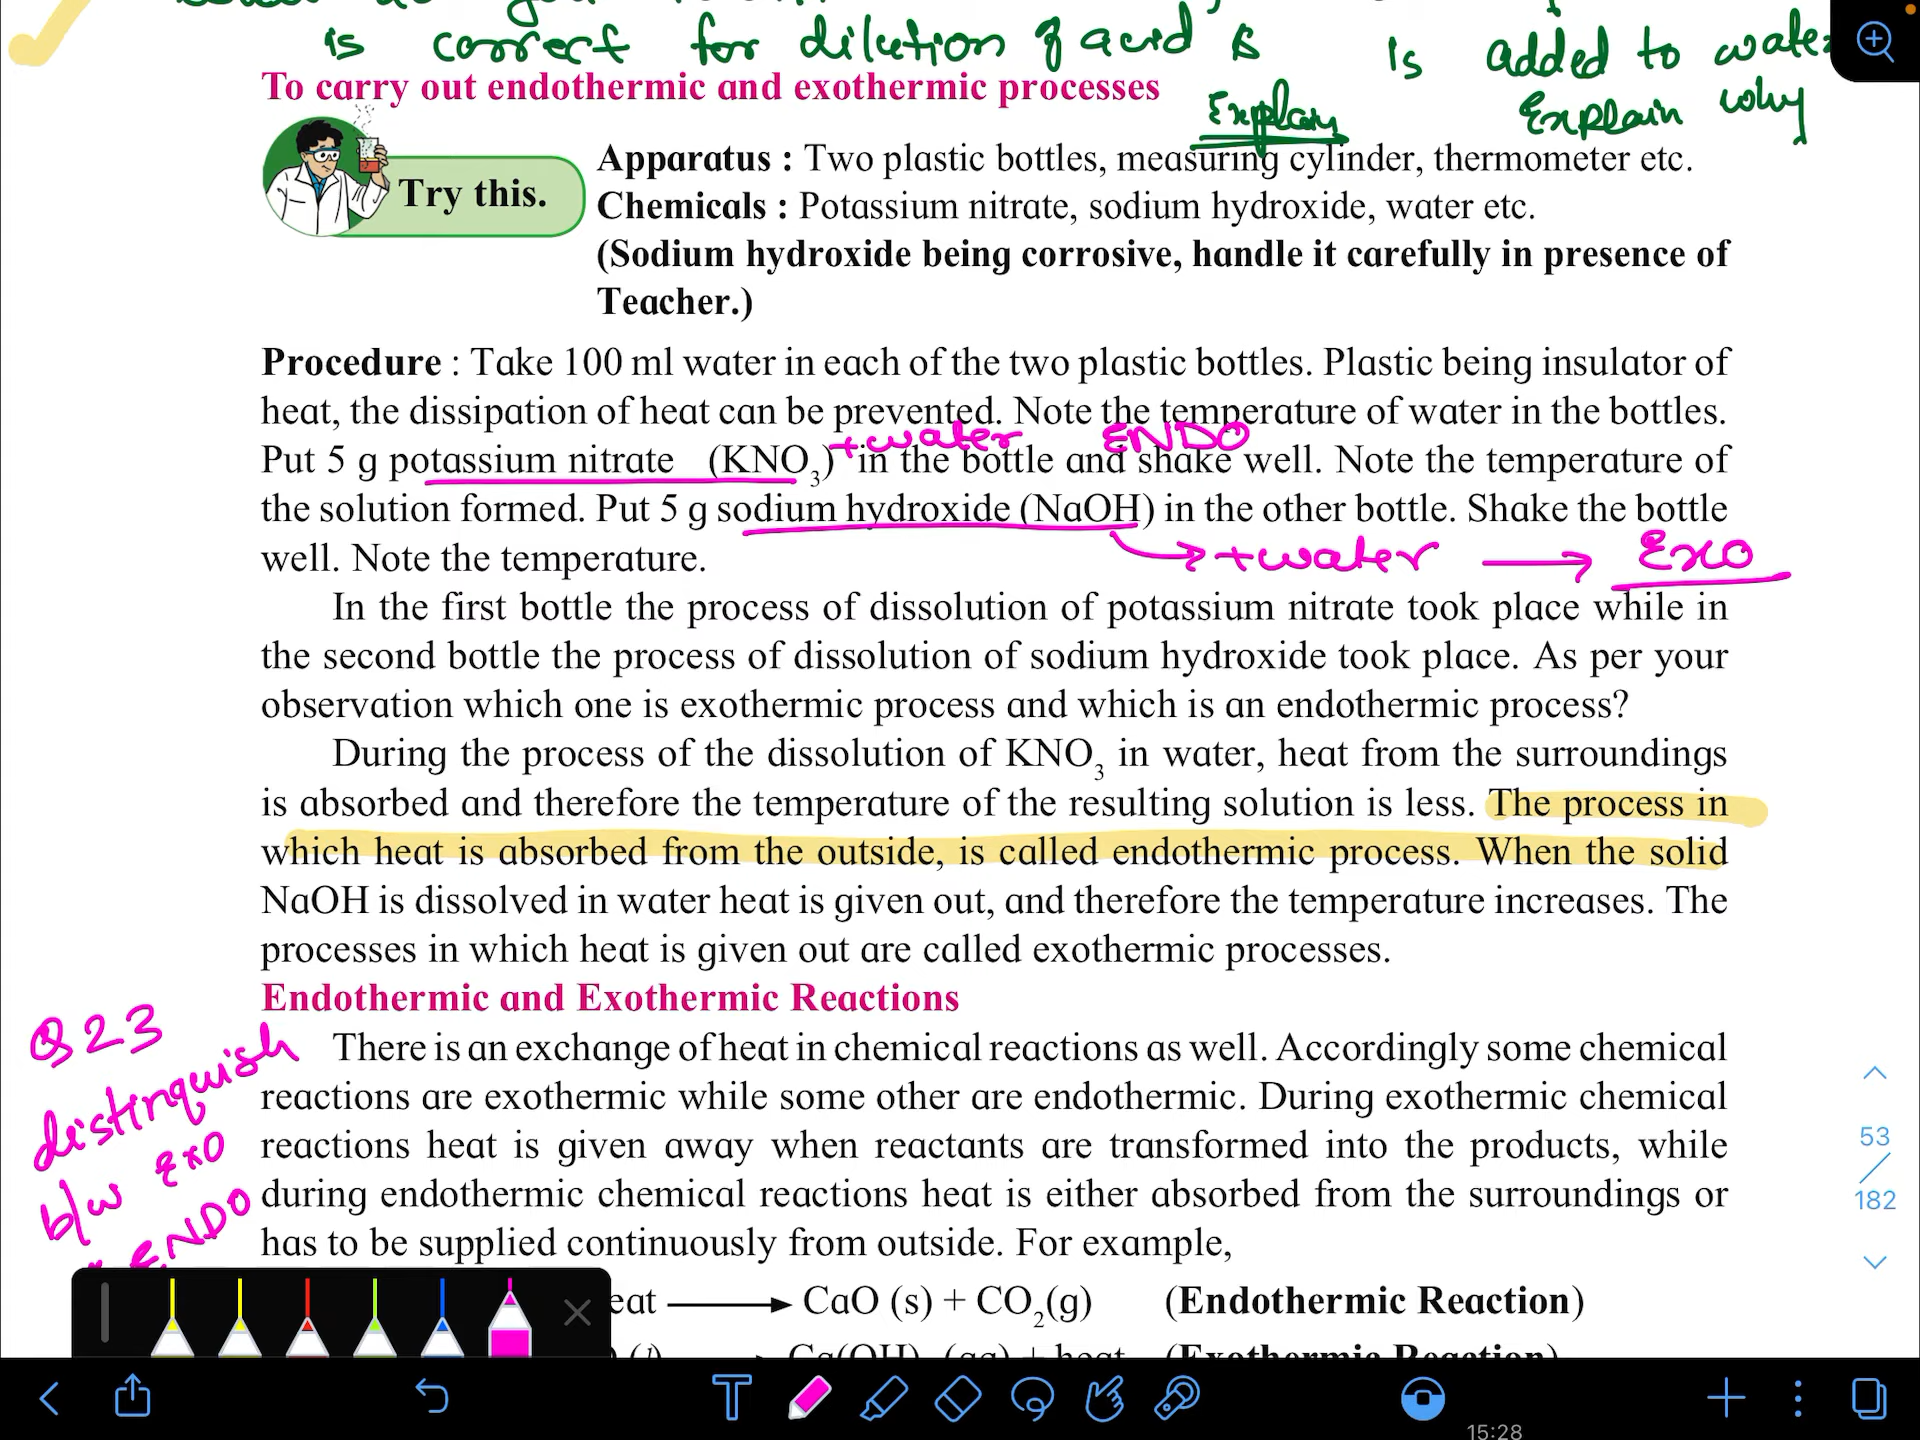 is correct for dilution of acid &
is added to wate
Explain
Explain why
To carry out endothermic and exothermic processes
Try this.
Apparatus : Two plastic bottles, measuring cylinder, thermometer etc.
Chemicals : Potassium nitrate, sodium hydroxide, water etc.
(Sodium hydroxide being corrosive, handle it carefully in presence of
Teacher.)
Procedure : Take 100 ml water in each of the two plastic bottles. Plastic being insulator of
heat, the dissipation of heat can be prevented. Note the temperature of water in the bottles.
+water ENDO
Put 5 g potassium nitrate (KNO₃) in the bottle and shake well. Note the temperature of
the solution formed. Put 5 g sodium hydroxide (NaOH) in the other bottle. Shake the bottle
well. Note the temperature.
→ +water → Exo
In the first bottle the process of dissolution of potassium nitrate took place while in
the second bottle the process of dissolution of sodium hydroxide took place. As per your
observation which one is exothermic process and which is an endothermic process?
During the process of the dissolution of KNO₃ in water, heat from the surroundings
is absorbed and therefore the temperature of the resulting solution is less. The process in
which heat is absorbed from the outside, is called endothermic process. When the solid
NaOH is dissolved in water heat is given out, and therefore the temperature increases. The
processes in which heat is given out are called exothermic processes.
Endothermic and Exothermic Reactions
Q 23
distinquish
b/w Exo
ENDO
There is an exchange of heat in chemical reactions as well. Accordingly some chemical
reactions are exothermic while some other are endothermic. During exothermic chemical
reactions heat is given away when reactants are transformed into the products, while
during endothermic chemical reactions heat is either absorbed from the surroundings or
has to be supplied continuously from outside. For example,
eat → CaO (s) + CO₂(g) (Endothermic Reaction)
Ca(OH) (aq) + heat (Exothermic Reaction)
53
/
182
T
15:28